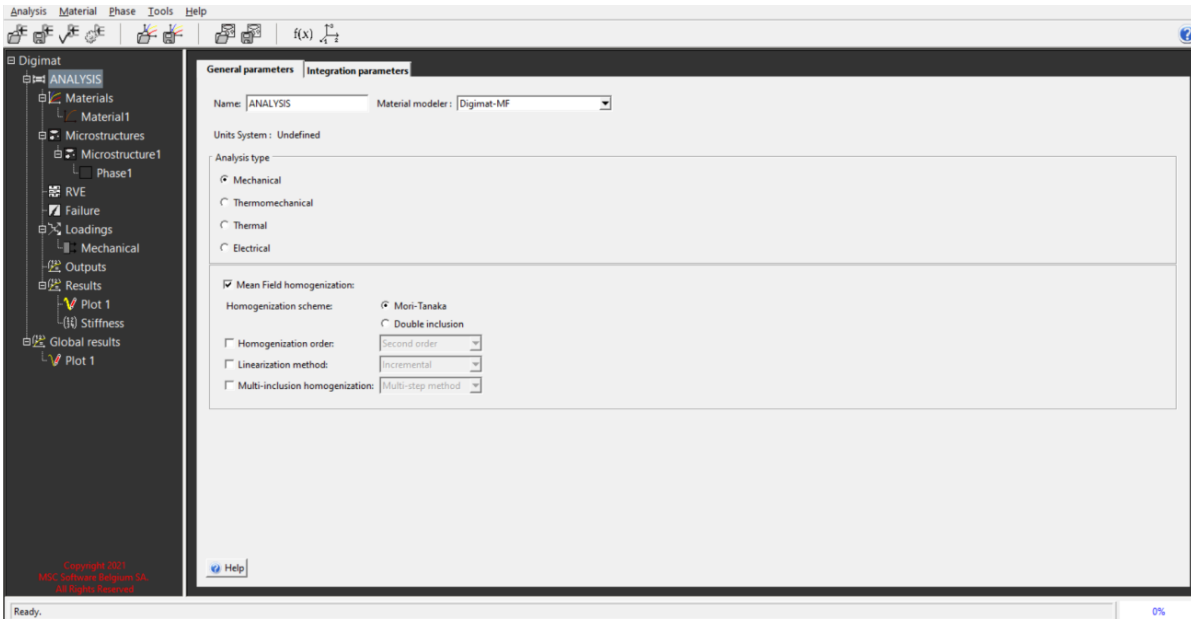 Analysis Material Phase Tools Help
f(x)
Digimat
ANALYSIS
Materials
Material1
Microstructures
Microstructure1
Phase1
RVE
Failure
Loadings
Mechanical
Outputs
Results
Plot 1
Stiffness
Global results
Plot 1
Copyright 2021
MSC Software Belgium SA
All Rights Reserved
General parameters Integration parameters
Name: ANALYSIS Material modeler : Digimat-MF
Units System : Undefined
Analysis type
Mechanical
Thermomechanical
Thermal
Electrical
Mean Field homogenization:
Homogenization scheme: Mori-Tanaka
Double inclusion
Homogenization order: Second order
Linearization method: Incremental
Multi-inclusion homogenization: Multi-step method
Help
Ready. 0%